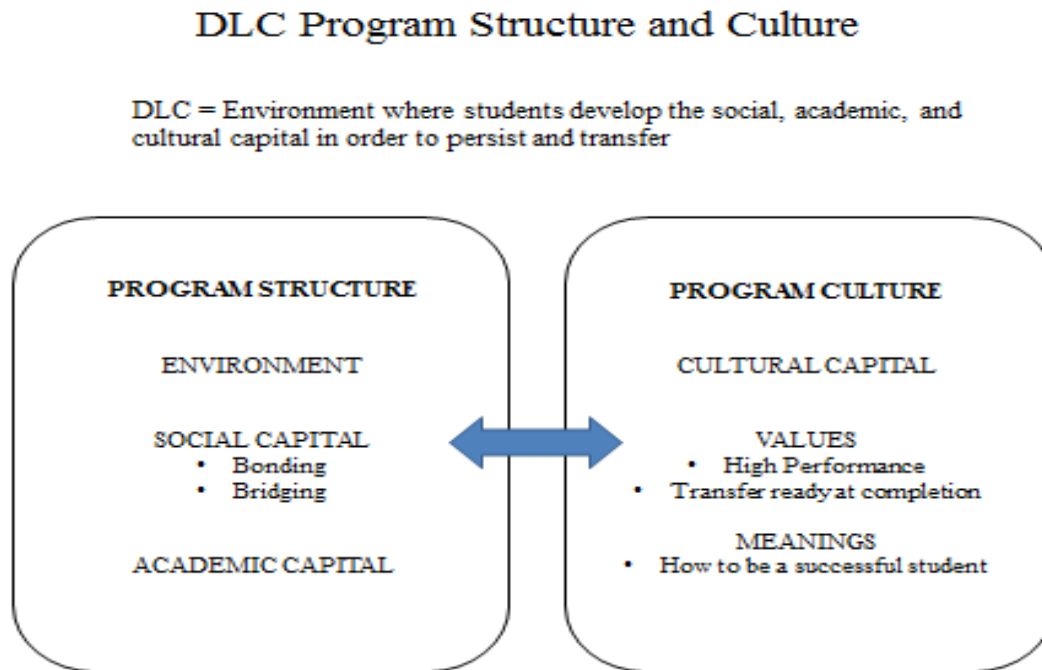 DLC Program Structure and Culture
DLC = Environment where students develop the social, academic, and
cultural capital in order to persist and transfer
PROGRAM STRUCTURE
ENVIRONMENT
SOCIAL CAPITAL
• Bonding
• Bridging
ACADEMIC CAPITAL
PROGRAM CULTURE
CULTURAL CAPITAL
VALUES
• High Performance
• Transfer ready at completion
MEANINGS
• How to be a successful student